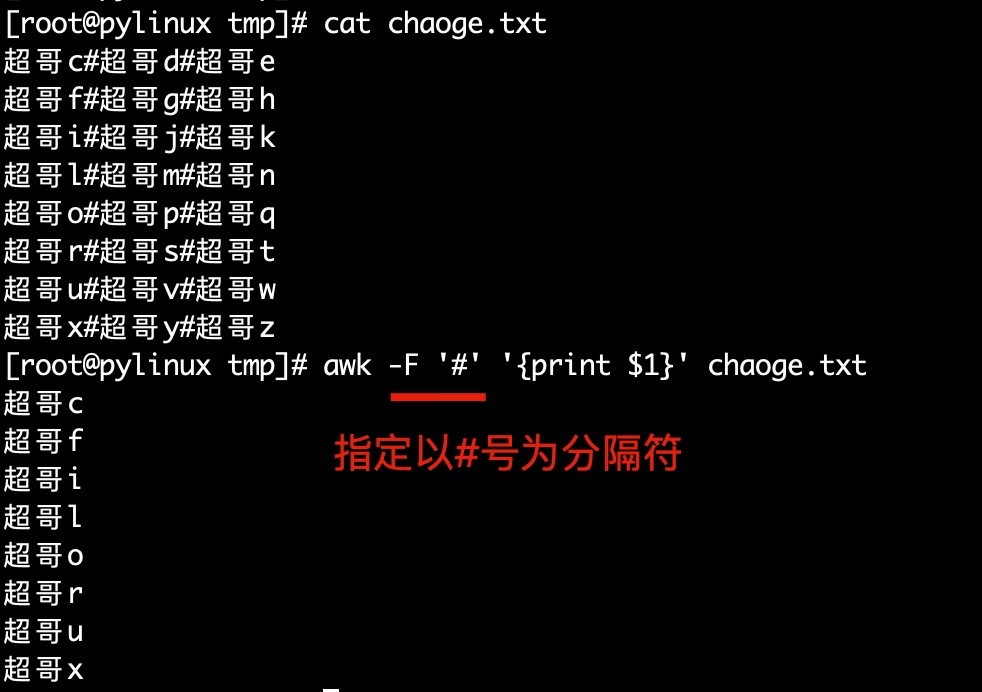 [root@pylinux tmp]# cat chaoge.txt
超哥c#超哥d#超哥e
超哥f#超哥g#超哥h
超哥i#超哥j#超哥k
超哥l#超哥m#超哥n
超哥o#超哥p#超哥q
超哥r#超哥s#超哥t
超哥u#超哥v#超哥w
超哥x#超哥y#超哥z
[root@pylinux tmp]# awk -F '#' '{print $1}' chaoge.txt
超哥c
超哥f
指定以#号为分隔符
超哥i
超哥l
超哥o
超哥r
超哥u
超哥x